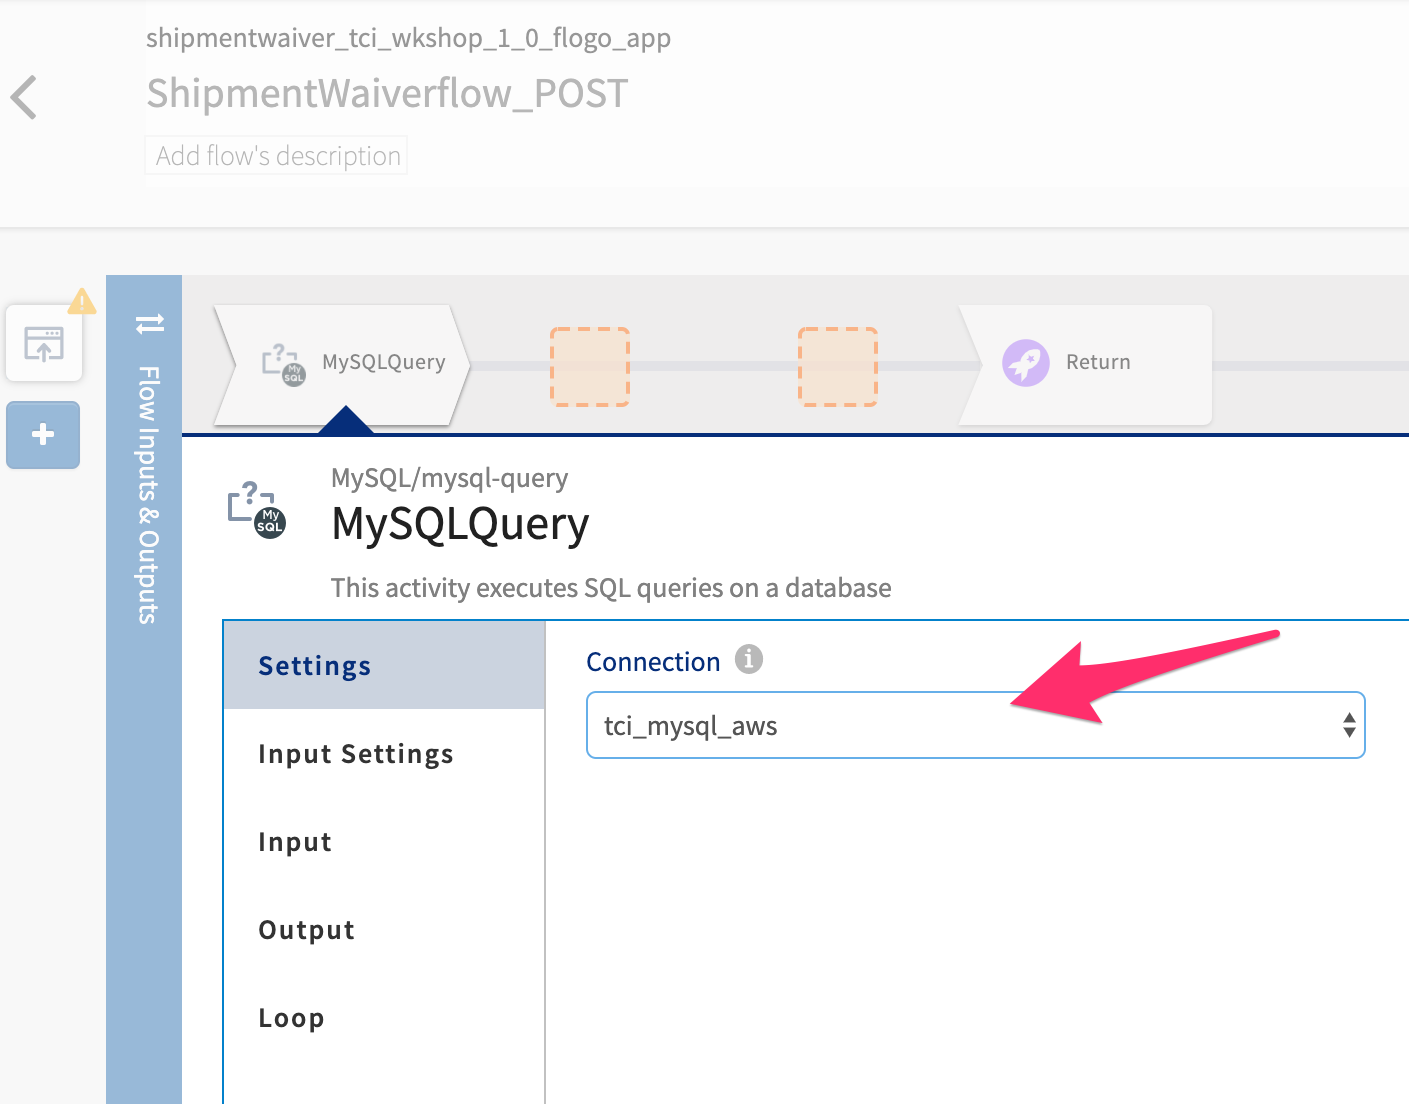 shipmentwaiver_tci_wkshop_1_0_flogo_app
ShipmentWaiverflow_POST
Add flow's description
Flow Inputs & Outputs
?
My
SQL
MySQLQuery
Return
?
My
SQL
MySQL/mysql-query
MySQLQuery
This activity executes SQL queries on a database
Settings
Connection i
tci_mysql_aws
Input Settings
Input
Output
Loop